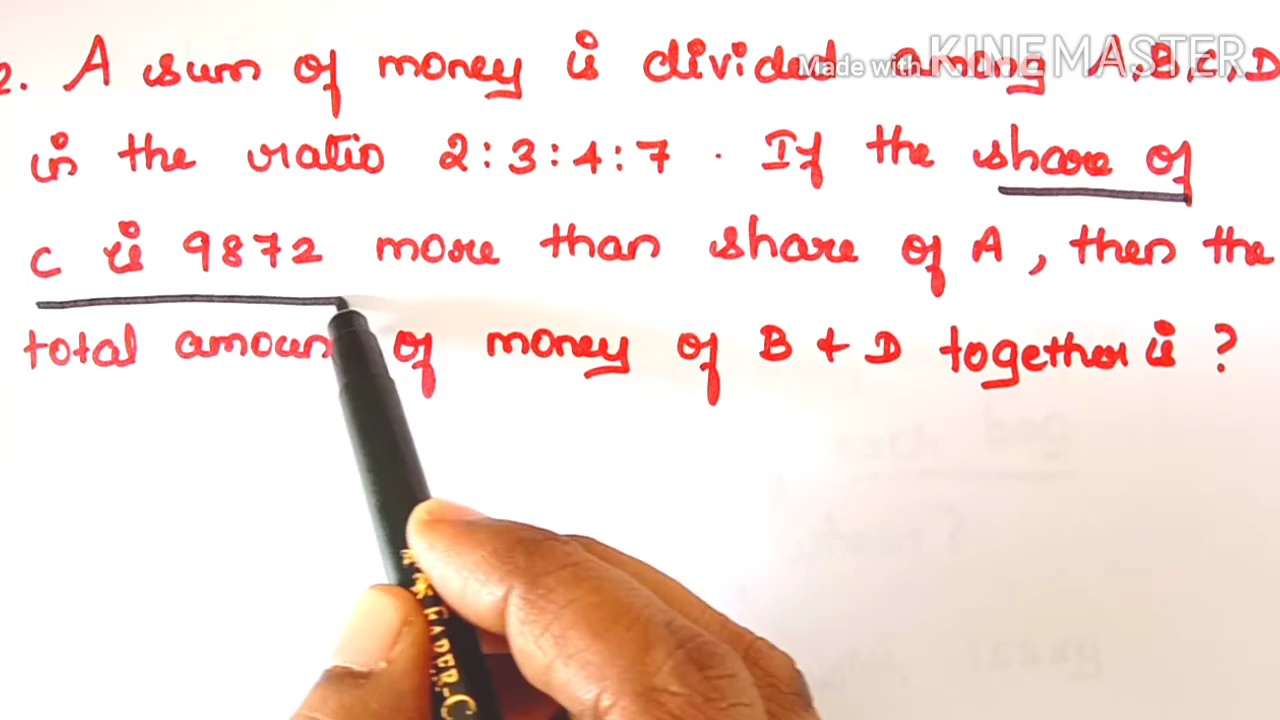 2. A sum of money is divided among A,B,C,D
Made with KINEMASTER
in the ratio 2:3:4:7 . If the share of
C is 9872 more than share of A, then the
total amount of money of B & D together is ?
FABER-C